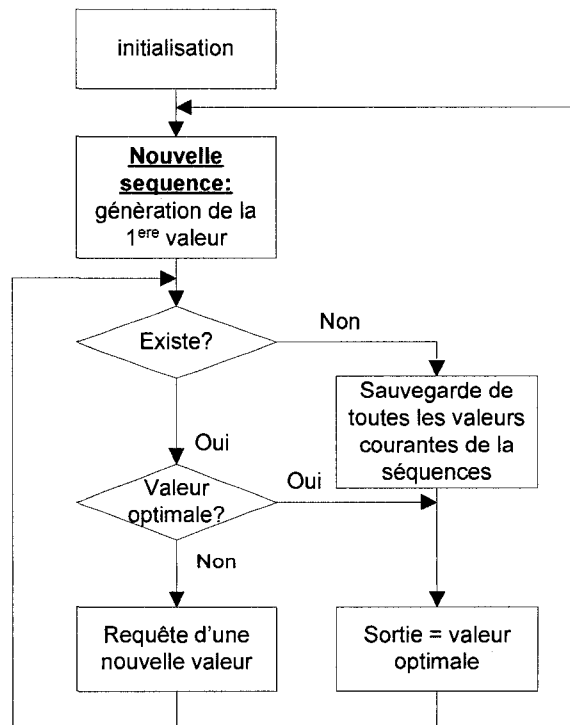 initialisation
Nouvelle
sequence:
génèration de la
1ere valeur
Existe?
Non
Sauvegarde de
toutes les valeurs
courantes de la
séquences
Oui
Valeur
optimale?
Oui
Non
Requête d'une
nouvelle valeur
Sortie = valeur
optimale